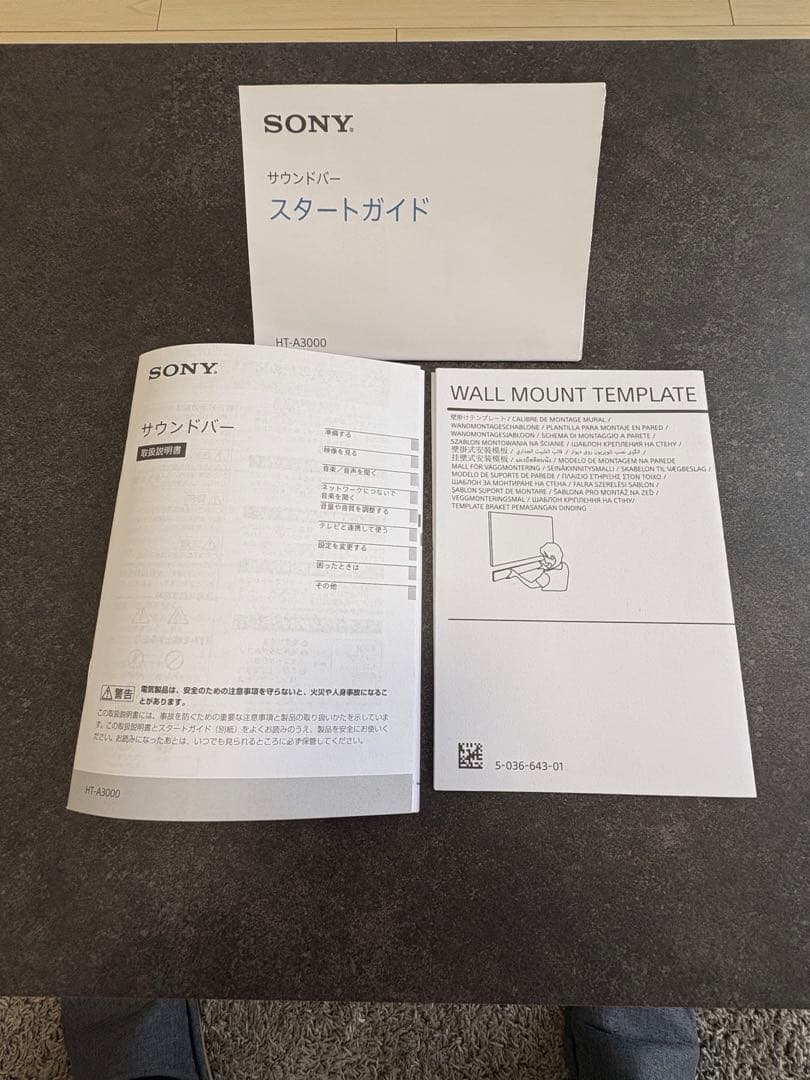 SONY®
サウンドバー
スタートガイド
HT-A3000
SONY®
サウンドバー
取扱説明書
準備する
映像を見る
音楽／音声を聞く
ネットワークにつないで
音楽を聞く
音量や音質を調整する
テレビと連携して使う
設定を変更する
困ったときは
その他
警告 電気製品は、安全のための注意事項を守らないと、火災や人身事故になるこ
とがあります。
この取扱説明書には、事故を防ぐための重要な注意事項と製品の取り扱いかたを示していま
す。この取扱説明書とスタートガイド（別紙）をよくお読みのうえ、製品を安全にお使いく
ださい。お読みになったあとは、いつでも見られるところに必ず保管してください。
HT-A3000
WALL MOUNT TEMPLATE
壁掛けテンプレート / CALIBRE DE MONTAGE MURAL /
WANDMONTAGESCHABLONE / PLANTILLA PARA MONTAJE EN PARED /
WANDMONTAGESJABLOON / SCHEMA DI MONTAGGIO A PARETE /
SZABLON MONTOWANIA NA ŚCIANIE / ШАБЛОН КРЕПЛЕНИЯ НА СТЕНУ /
壁掛式安裝模板 /
挂壁式安装模板 / MODELO DE MONTAGEM NA PAREDE
MALL FÖR VÄGGMONTERING / SEINÄKIINNITYSMALLI / SKABELON TIL VÆGBESLAG /
MODELO DE SUPORTE DE PAREDE / ΠΛΑΙΣΙΟ ΣΤΗΡΙΞΗΣ ΣΤΟΝ ΤΟΙΧΟ /
ШАБЛОН ЗА МОНТИРАНЕ НА СТЕНА / FALRA SZERELÉSI SABLON /
ȘABLON SUPORT DE MONTARE / ŠABLONA PRO MONTÁŽ NA ZEĎ /
VEGGMONTERINGSMAL / ШАБЛОН КРІПЛЕННЯ НА СТІНУ/
TEMPLATE BRAKET PEMASANGAN DINDING
5-036-643-01